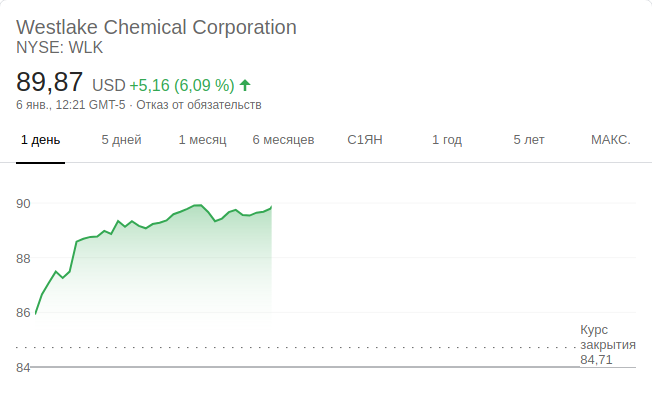 Westlake Chemical Corporation
NYSE: WLK
89,87 USD +5,16 (6,09 %)
6 янв., 12:21 GMT-5 · Отказ от обязательств
1 день 5 дней 1 месяц 6 месяцев С1ЯН 1 год 5 лет МАКС.
90
88
86
Курс
закрытия
84,71
84